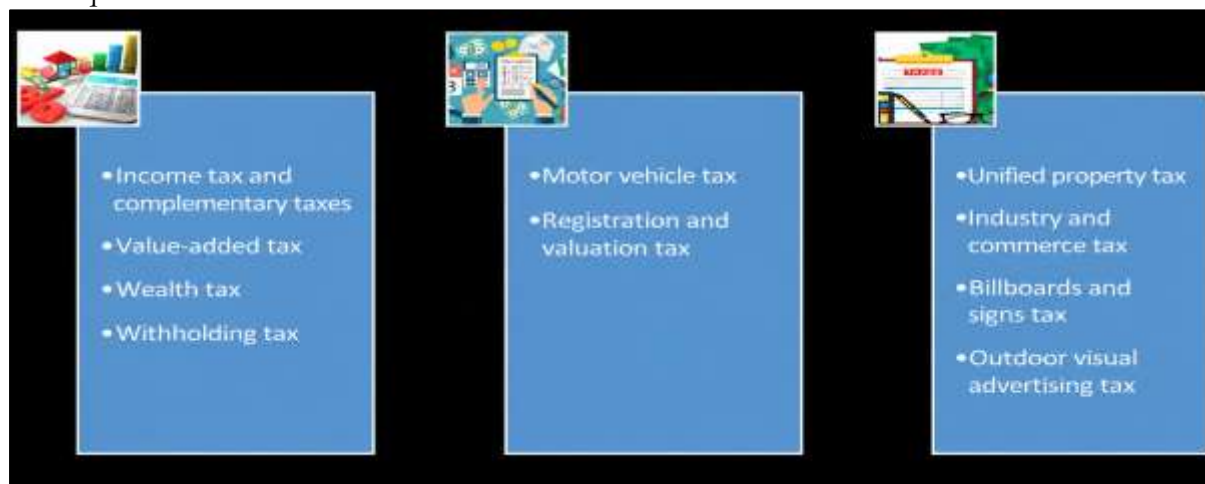 •Income tax and
complementary taxes
•Value-added tax
•Wealth tax
•Withholding tax
•Motor vehicle tax
•Registration and
valuation tax
TAXES
•Unified property tax
•Industry and
commerce tax
•Billboards and
signs tax
•Outdoor visual
advertising tax